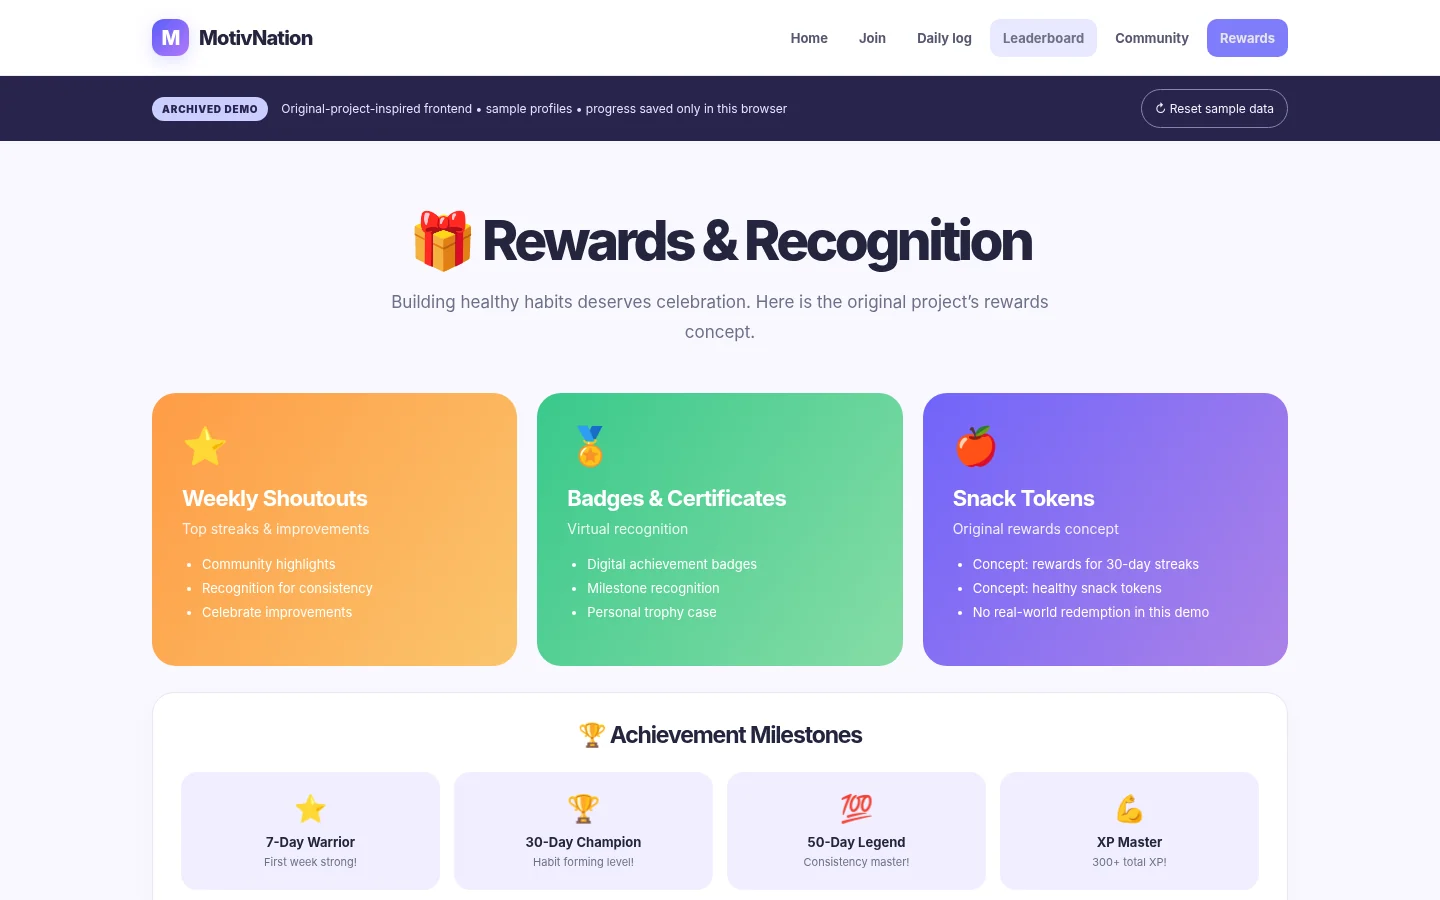 M MotivNation
Home Join Daily log Leaderboard Community Rewards
ARCHIVED DEMO Original-project-inspired frontend • sample profiles • progress saved only in this browser
↻ Reset sample data
🎁 Rewards & Recognition
Building healthy habits deserves celebration. Here is the original project’s rewards
concept.
Weekly Shoutouts
Top streaks & improvements
• Community highlights
• Recognition for consistency
• Celebrate improvements
Badges & Certificates
Virtual recognition
• Digital achievement badges
• Milestone recognition
• Personal trophy case
Snack Tokens
Original rewards concept
• Concept: rewards for 30-day streaks
• Concept: healthy snack tokens
• No real-world redemption in this demo
🏆 Achievement Milestones
7-Day Warrior
First week strong!
30-Day Champion
Habit forming level!
💯
50-Day Legend
Consistency master!
XP Master
300+ total XP!